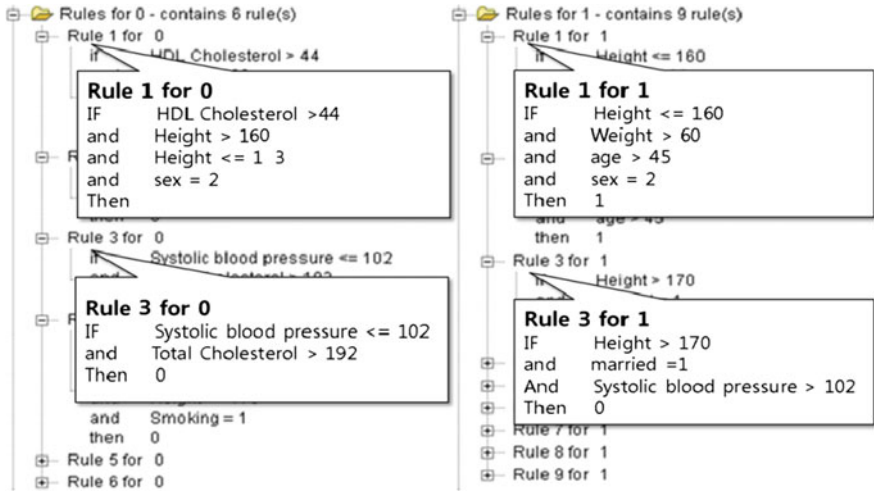 Rules for 0 - contains 6 rule(s)
Rule 1 for 0
if HDL Cholesterol > 44
Rule 1 for 0
IF HDL Cholesterol >44
and Height > 160
and Height <= 1 3
and sex = 2
Then
Rule 3 for 0
if Systolic blood pressure <= 102
Rule 3 for 0
IF Systolic blood pressure <= 102
and Total Cholesterol > 192
Then 0
and Smoking = 1
then 0
Rule 5 for 0
Rule 6 for 0
Rules for 1 - contains 9 rule(s)
Rule 1 for 1
if Height <= 160
Rule 1 for 1
IF Height <= 160
and Weight > 60
and age > 45
and sex = 2
Then 1
and age > 45
then 1
Rule 3 for 1
if Height > 170
Rule 3 for 1
IF Height > 170
and married =1
And Systolic blood pressure > 102
Then 0
Rule 7 for 1
Rule 8 for 1
Rule 9 for 1